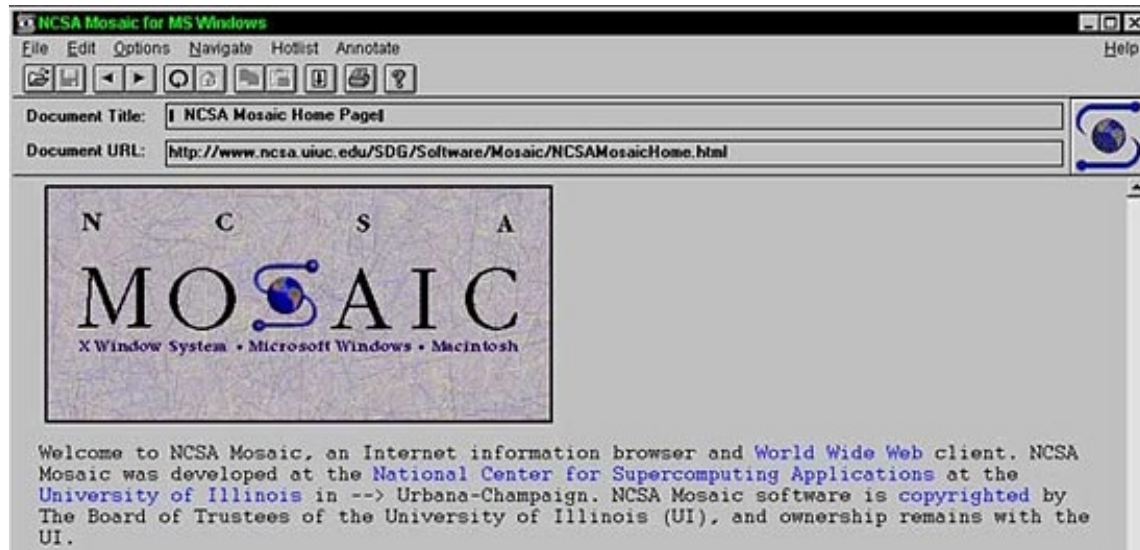 NCSA Mosaic for MS Windows
File Edit Options Navigate Hotlist Annotate Help
Document Title: NCSA Mosaic Home Page
Document URL: http://www.ncsa.uiuc.edu/SDG/Software/Mosaic/NCSAMosaicHome.html
N C S A
MOSAIC
X Window System • Microsoft Windows • Macintosh
Welcome to NCSA Mosaic, an Internet information browser and World Wide Web client. NCSA
Mosaic was developed at the National Center for Supercomputing Applications at the
University of Illinois in --> Urbana-Champaign. NCSA Mosaic software is copyrighted by
The Board of Trustees of the University of Illinois (UI), and ownership remains with the
UI.